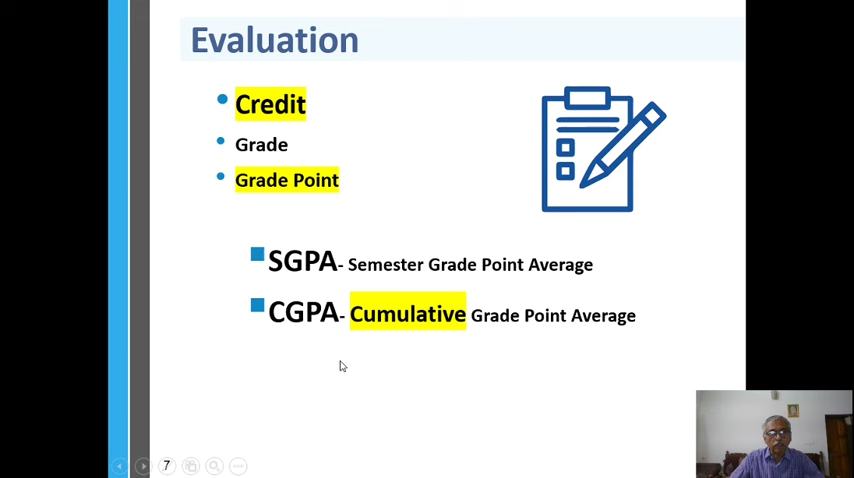 Evaluation
Credit
Grade
Grade Point
SGPA- Semester Grade Point Average
CGPA- Cumulative Grade Point Average
7